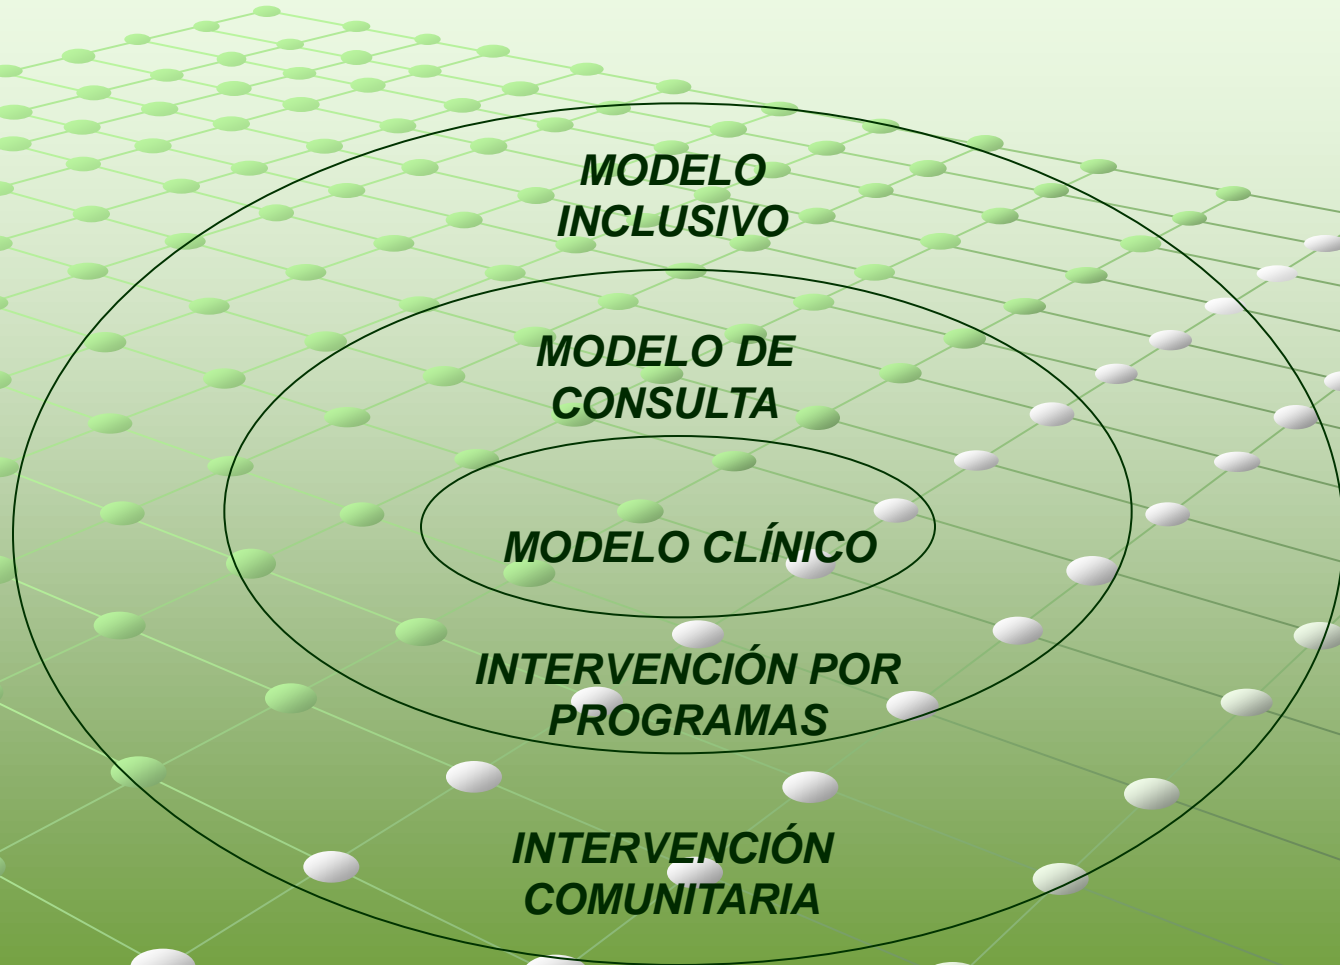 MODELO
INCLUSIVO
MODELO DE
CONSULTA
MODELO CLÍNICO
INTERVENCIÓN POR
PROGRAMAS
INTERVENCIÓN
COMUNITARIA